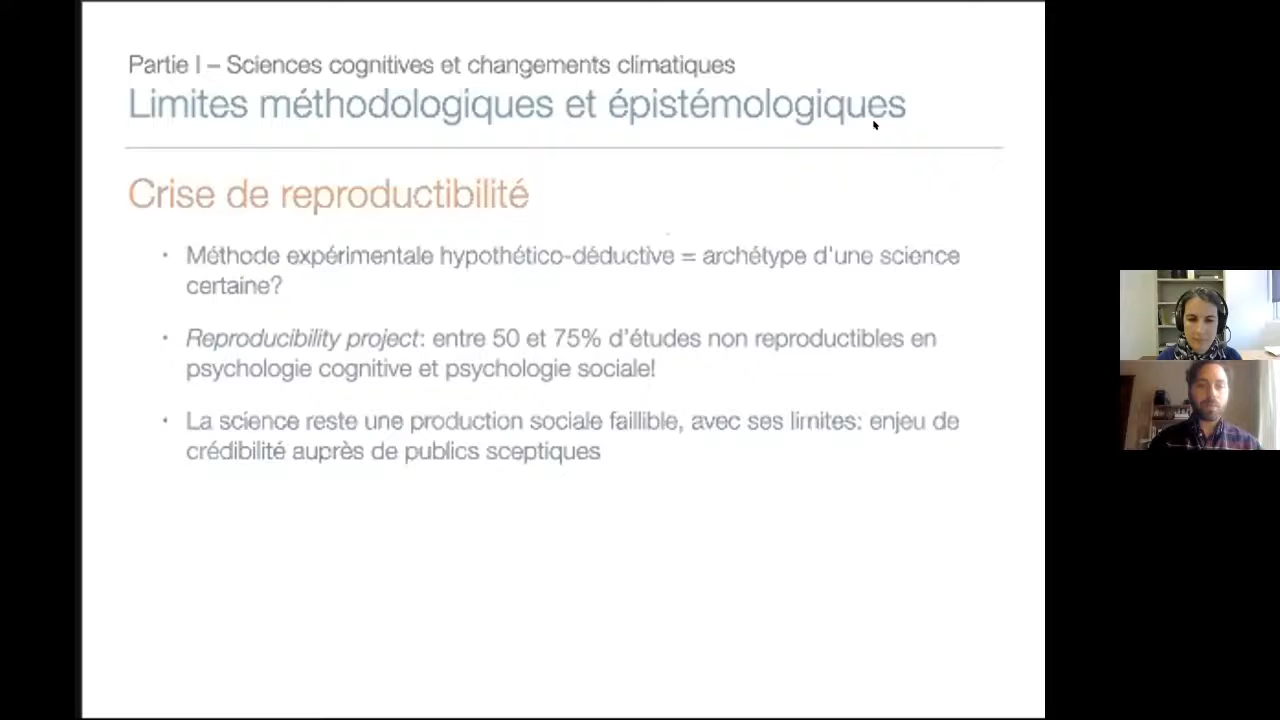 Partie I – Sciences cognitives et changements climatiques
Limites méthodologiques et épistémologiques
Crise de reproductibilité
• Méthode expérimentale hypothético-déductive = archétype d'une science
certaine?
• Reproducibility project: entre 50 et 75% d'études non reproductibles en
psychologie cognitive et psychologie sociale!
• La science reste une production sociale faillible, avec ses limites: enjeu de
crédibilité auprès de publics sceptiques